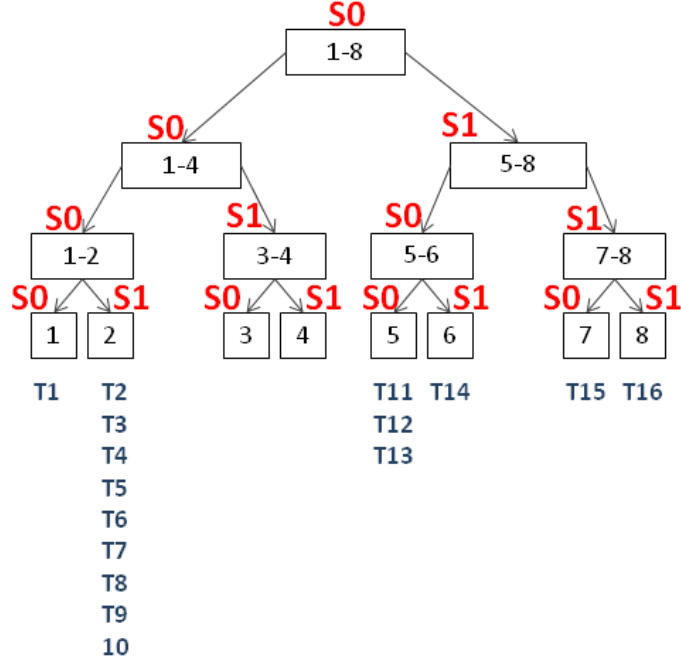 S0
1-8
S0 S1
1-4 5-8
S0 S1 S0 S1
1-2 3-4 5-6 7-8
S0 S1 S0 S1 S0 S1 S0 S1
1 2 3 4 5 6 7 8
T1 T2 T11 T14 T15 T16
T3 T12
T4 T13
T5
T6
T7
T8
T9
10